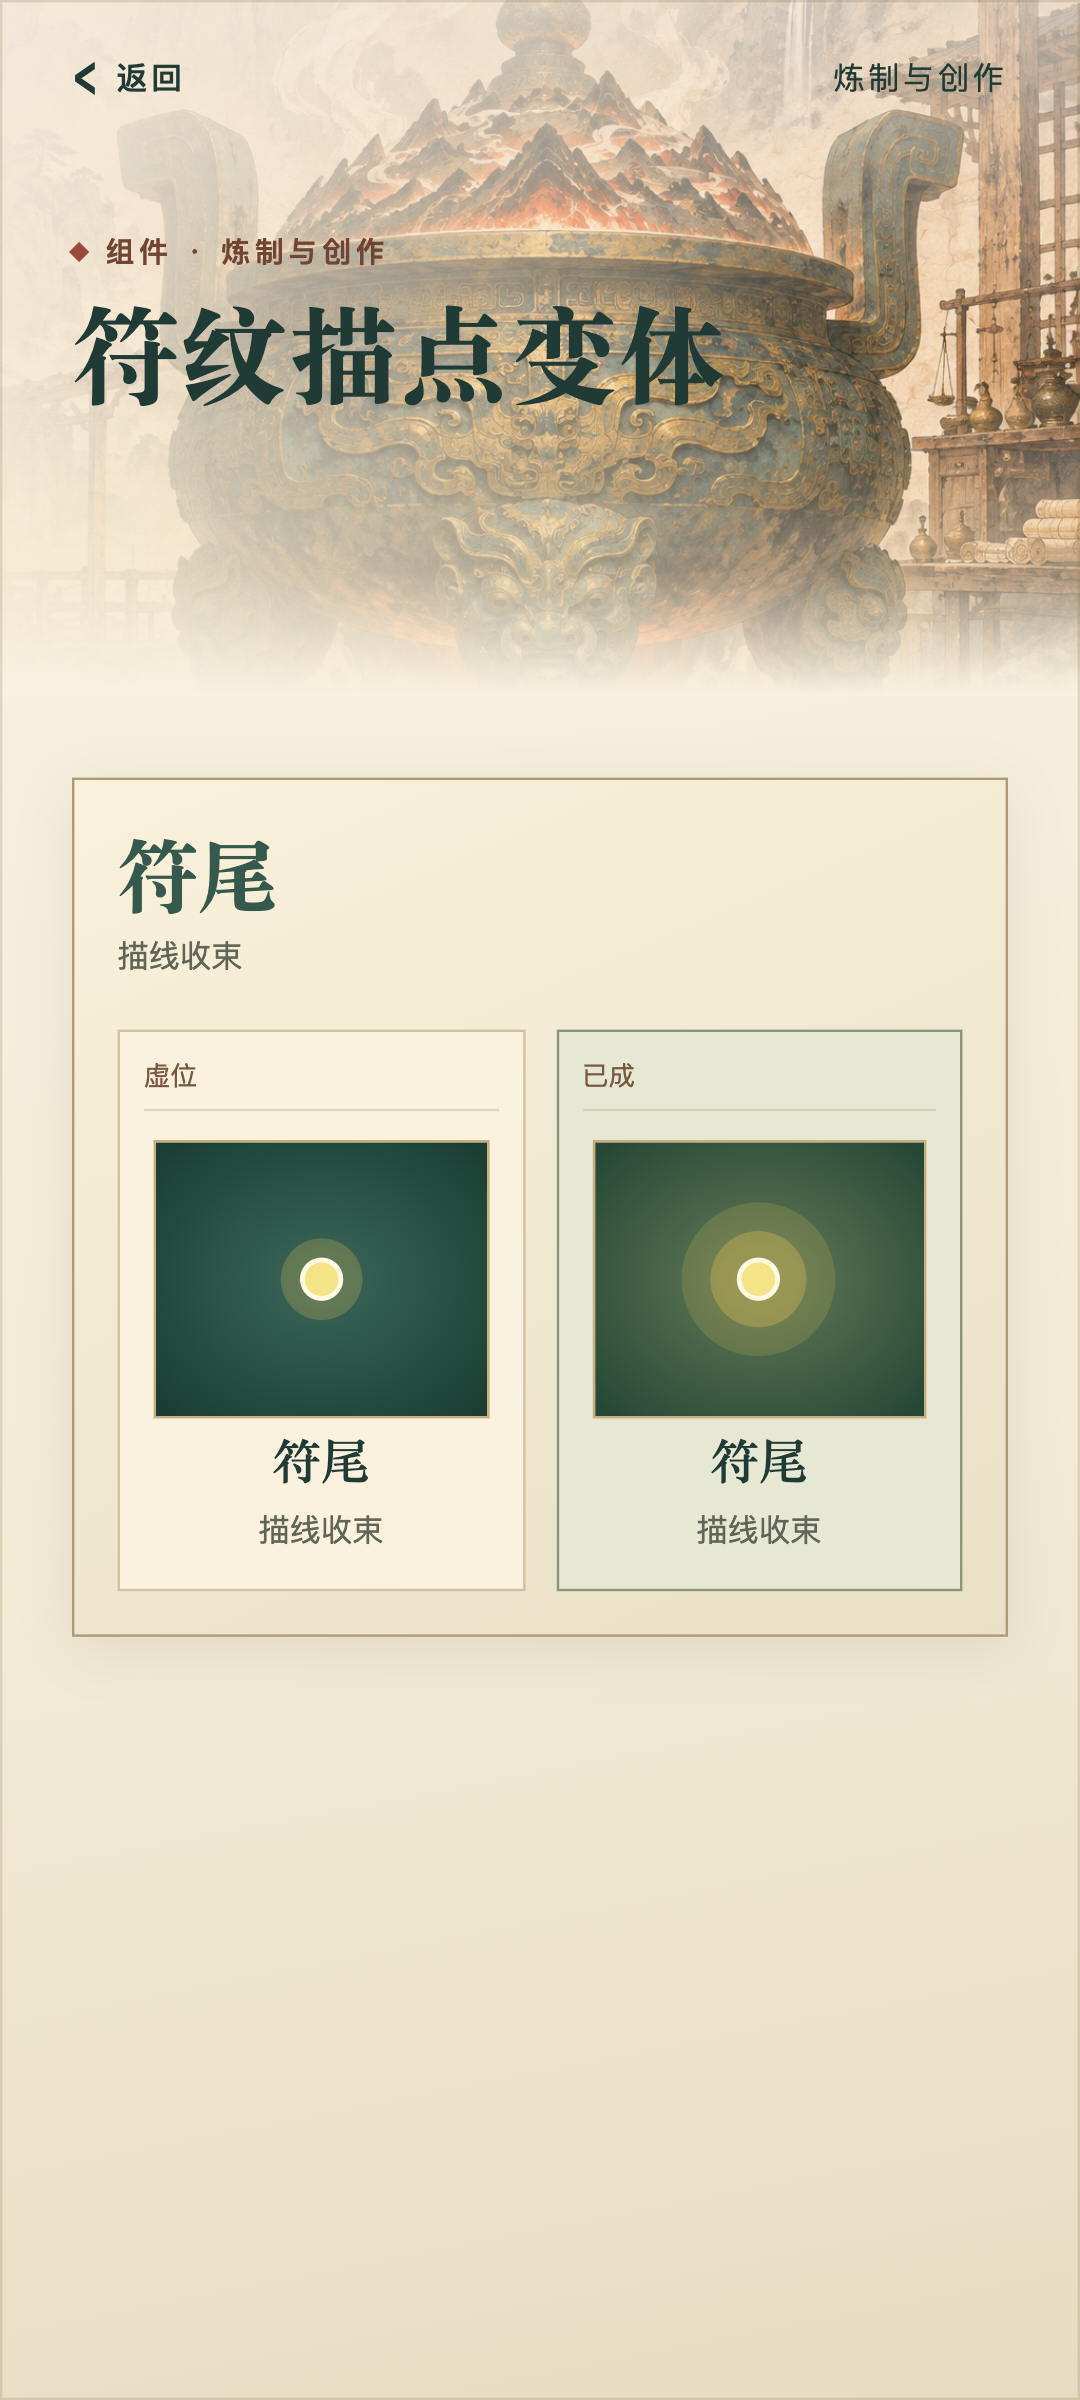 返回
炼制与创作
组件 · 炼制与创作
符纹描点变体
符尾
描线收束
虚位
已成
符尾
描线收束
符尾
描线收束